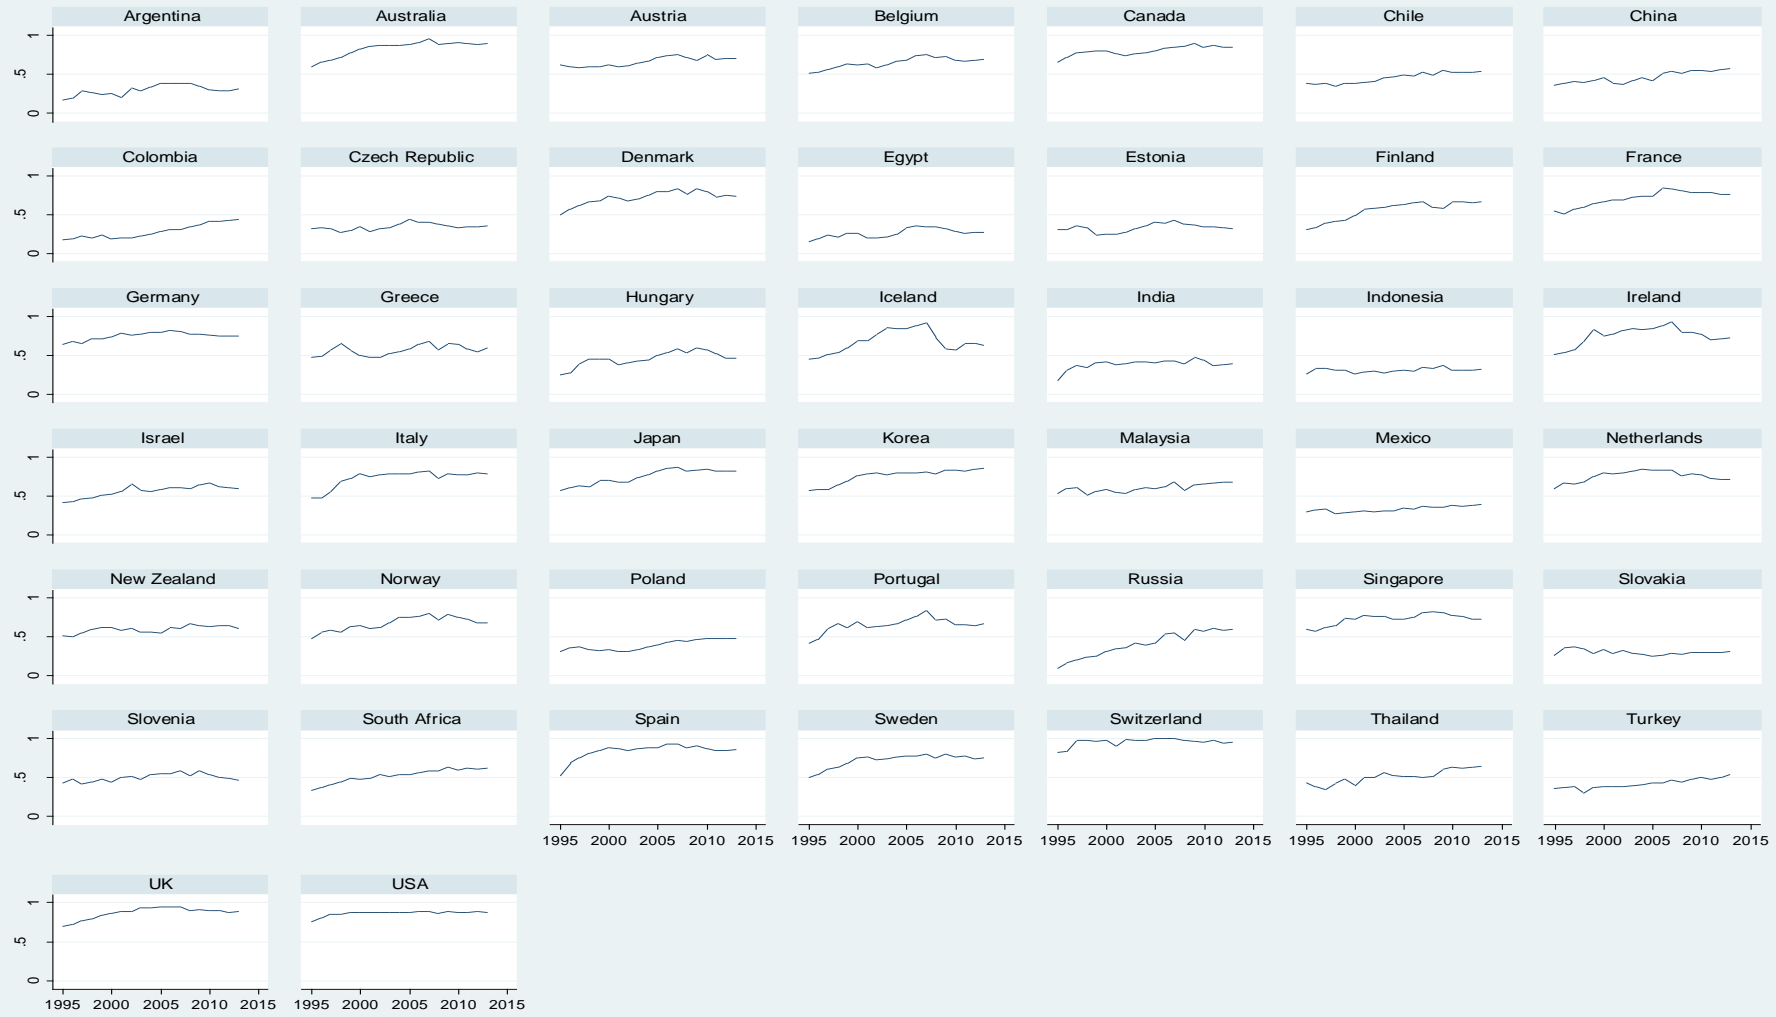 Argentina Australia Austria Belgium Canada Chile China
1
.5
0
Colombia Czech Republic Denmark Egypt Estonia Finland France
1
.5
0
Germany Greece Hungary Iceland India Indonesia Ireland
1
.5
0
Israel Italy Japan Korea Malaysia Mexico Netherlands
1
.5
0
New Zealand Norway Poland Portugal Russia Singapore Slovakia
1
.5
0
Slovenia South Africa Spain Sweden Switzerland Thailand Turkey
1
.5
0
1995 2000 2005 2010 2015 1995 2000 2005 2010 2015 1995 2000 2005 2010 2015 1995 2000 2005 2010 2015 1995 2000 2005 2010 2015
UK USA
1
.5
0
1995 2000 2005 2010 2015 1995 2000 2005 2010 2015